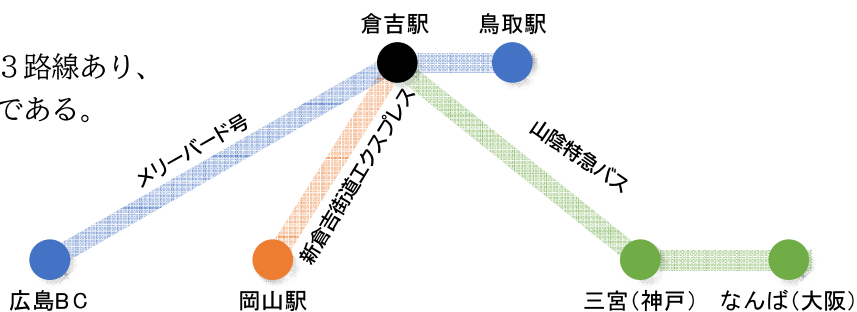 倉吉駅
鳥取駅
3路線あり、
である。
メリーバード号
新倉吉街道エクスプレス
山陰特急バス
広島BC
岡山駅
三宮(神戸)
なんば(大阪)